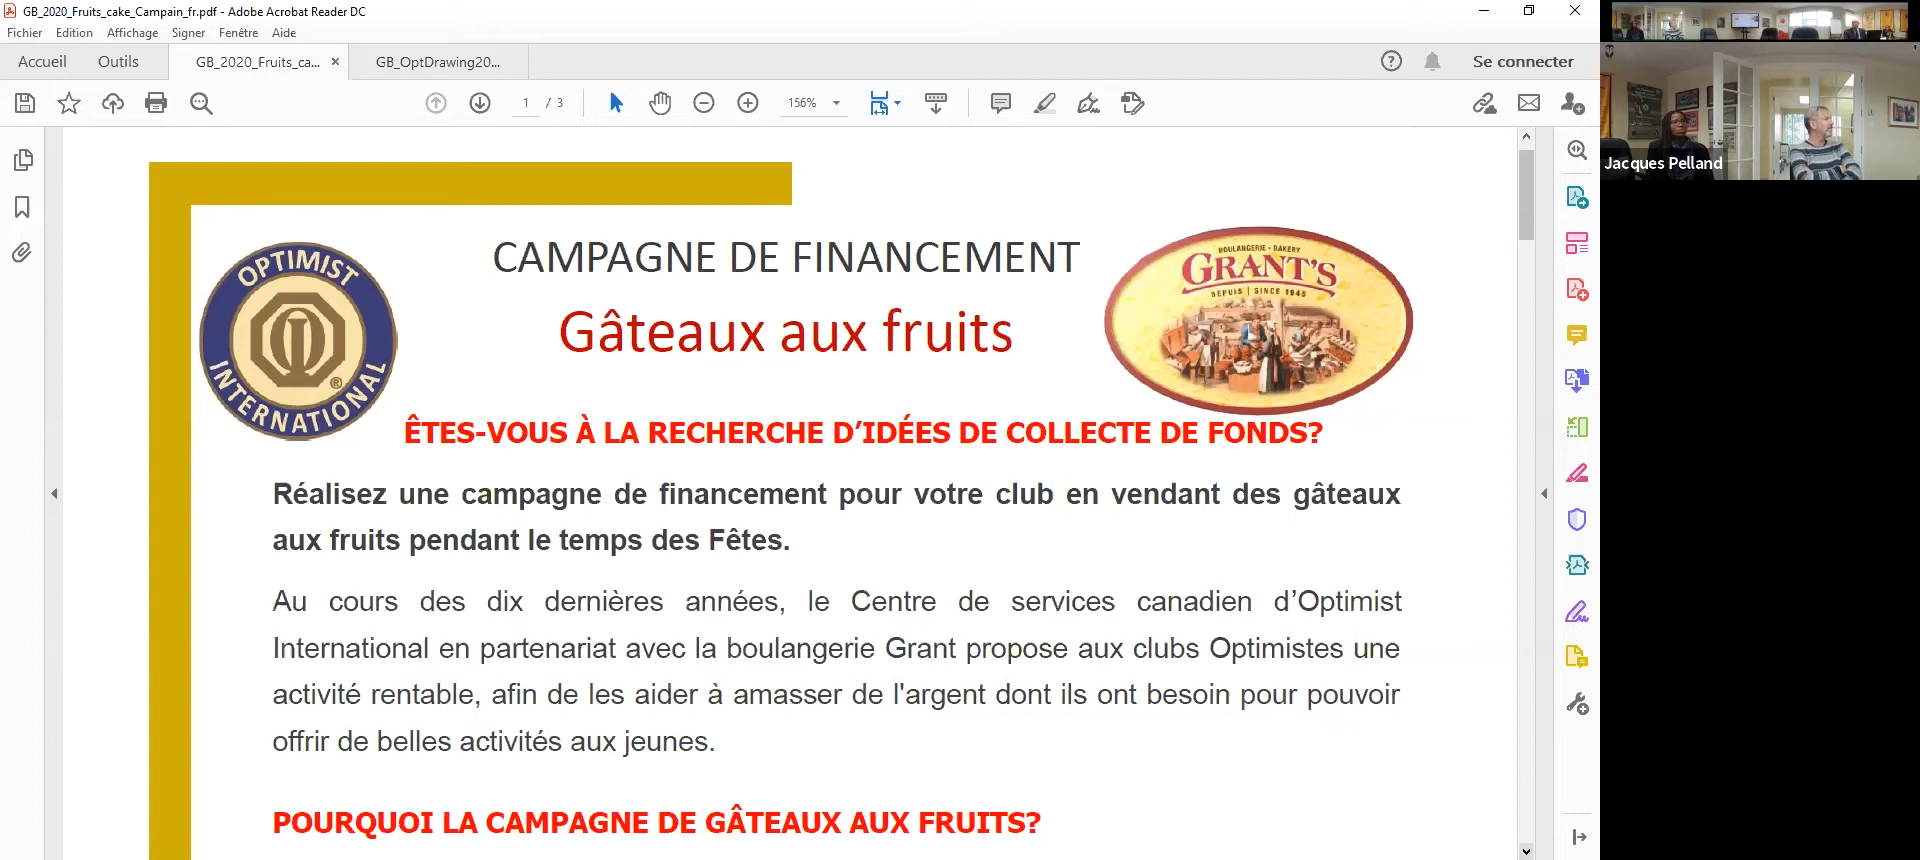 GB_2020_Fruits_cake_Campain_fr.pdf - Adobe Acrobat Reader DC
Fichier Edition Affichage Signer Fenêtre Aide
Accueil Outils GB_2020_Fruits_ca... × GB_OptDrawing20... Se connecter
1 / 3 156%
Jacques Pelland
CAMPAGNE DE FINANCEMENT
Gâteaux aux fruits
OPTIMIST
INTERNATIONAL
®
BOULANGERIE • BAKERY
GRANT'S
DEPUIS | SINCE 1945
ÊTES-VOUS À LA RECHERCHE D’IDÉES DE COLLECTE DE FONDS?
Réalisez une campagne de financement pour votre club en vendant des gâteaux
aux fruits pendant le temps des Fêtes.
Au cours des dix dernières années, le Centre de services canadien d’Optimist
International en partenariat avec la boulangerie Grant propose aux clubs Optimistes une
activité rentable, afin de les aider à amasser de l'argent dont ils ont besoin pour pouvoir
offrir de belles activités aux jeunes.
POURQUOI LA CAMPAGNE DE GÂTEAUX AUX FRUITS?